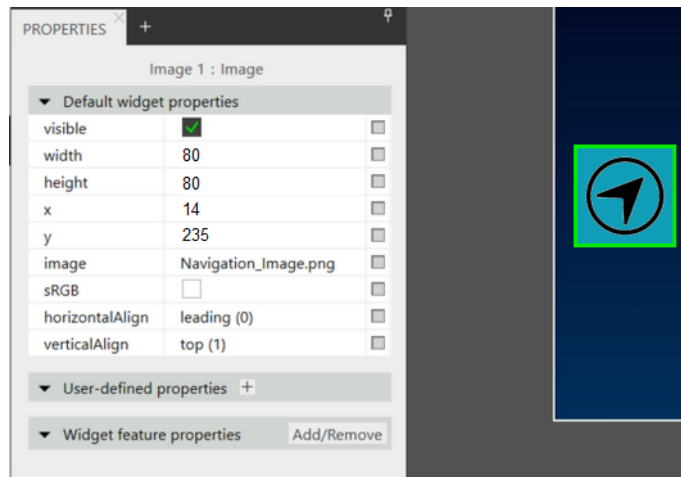 PROPERTIES
Image 1 : Image
Default widget properties
visible
width 80
height 80
x 14
y 235
image Navigation_Image.png
sRGB
horizontalAlign leading (0)
verticalAlign top (1)
User-defined properties +
Widget feature properties Add/Remove